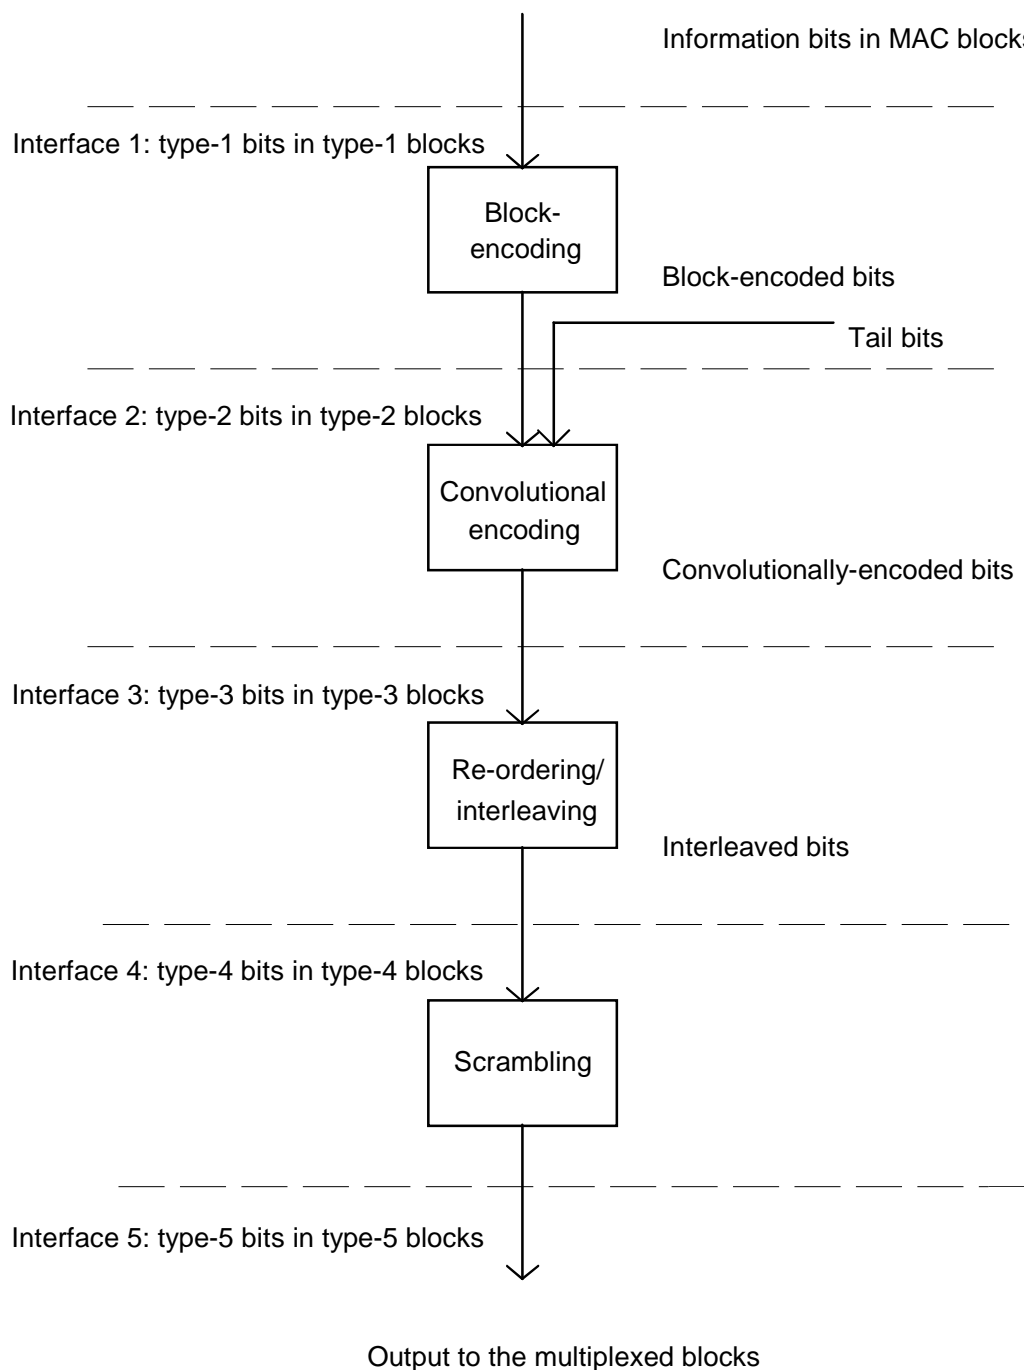 Information bits in MAC blocks
Interface 1: type-1 bits in type-1 blocks
Block-
encoding
Block-encoded bits
Tail bits
Interface 2: type-2 bits in type-2 blocks
Convolutional
encoding
Convolutionally-encoded bits
Interface 3: type-3 bits in type-3 blocks
Re-ordering/
interleaving
Interleaved bits
Interface 4: type-4 bits in type-4 blocks
Scrambling
Interface 5: type-5 bits in type-5 blocks
Output to the multiplexed blocks